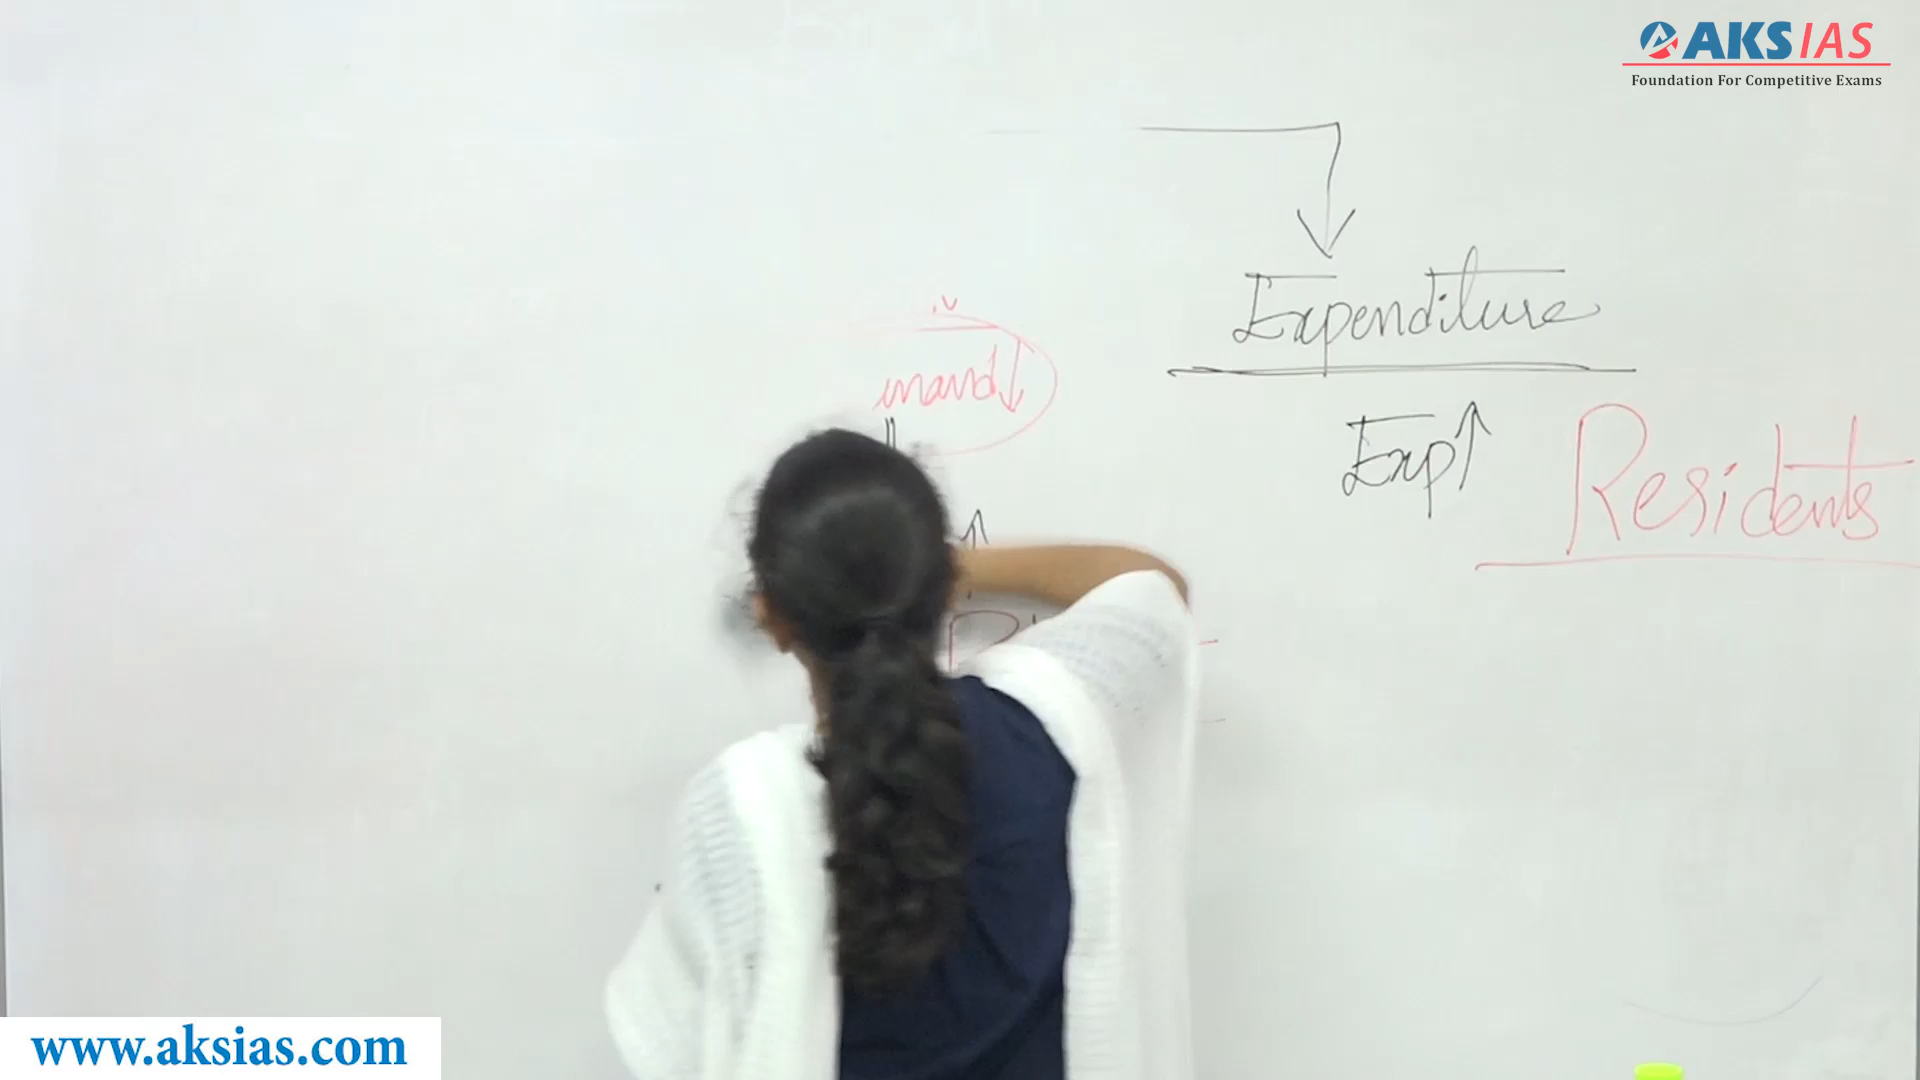 AKS IAS
Foundation For Competitive Exams
Expenditure
mand↓
Exp↑
Residents
www.aksias.com